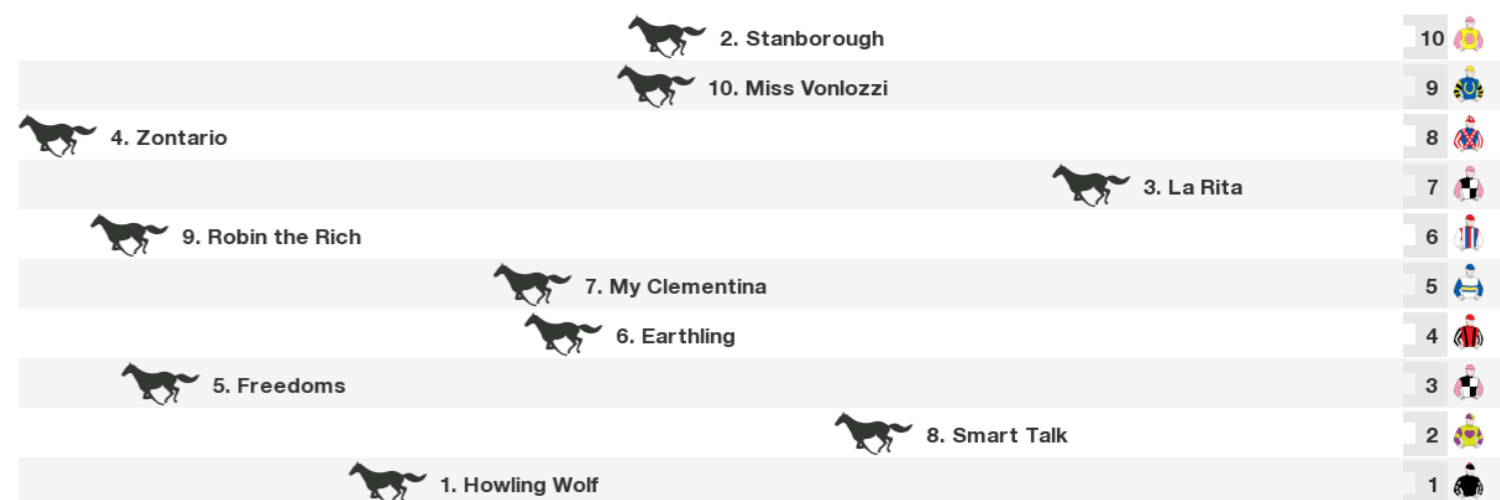 2. Stanborough 10
10. Miss Vonlozzi 9
4. Zontario 8
3. La Rita 7
9. Robin the Rich 6
7. My Clementina 5
6. Earthling 4
5. Freedoms 3
8. Smart Talk 2
1. Howling Wolf 1